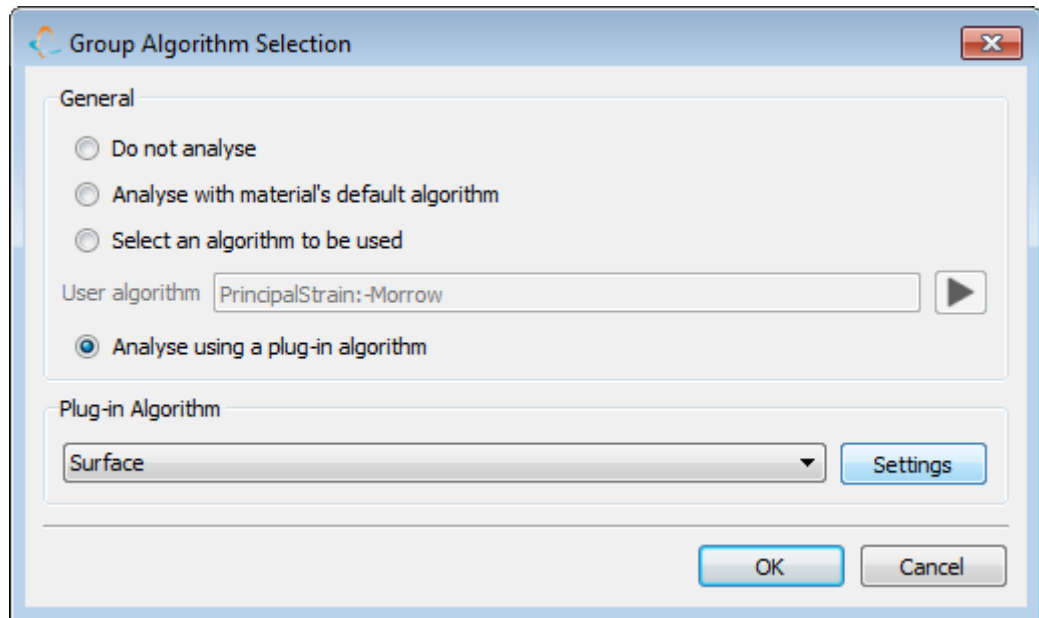 Group Algorithm Selection
General
Do not analyse
Analyse with material's default algorithm
Select an algorithm to be used
User algorithm PrincipalStrain:-Morrow
Analyse using a plug-in algorithm
Plug-in Algorithm
Surface Settings
OK Cancel